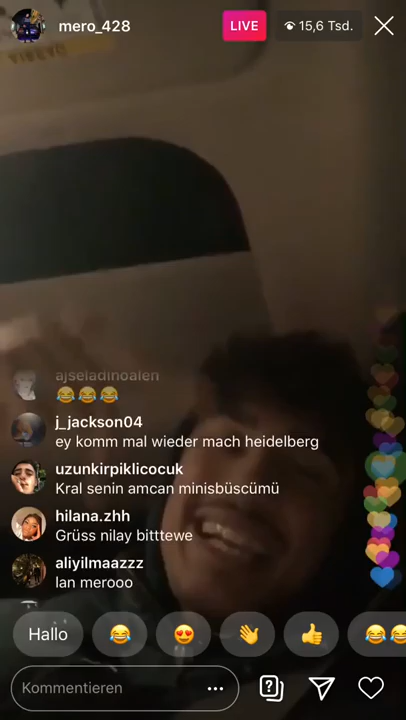 mero_428
LIVE
15,6 Tsd.
ajseladinoalen
😂😂😂
j_jackson04
ey komm mal wieder mach heidelberg
uzunkirpiklicocuk
Kral senin amcan minisbüscümü
hilana.zhh
Grüss nilay bitttewe
aliyilmaazzz
lan merooo
Hallo
Kommentieren